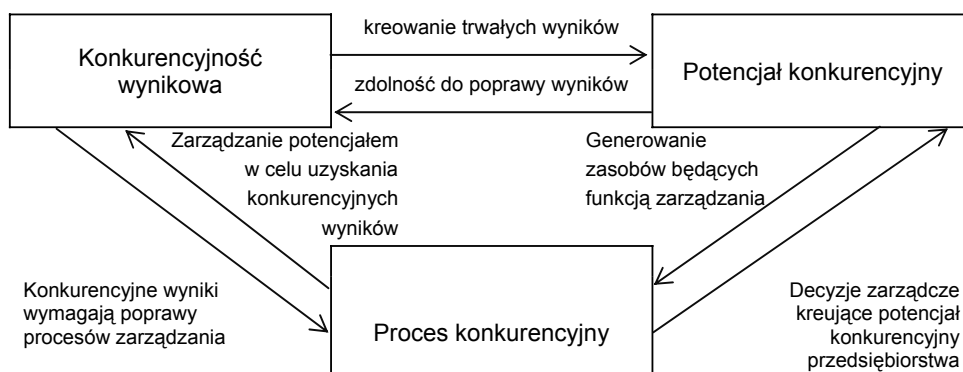 kreowanie trwałych wyników
Konkurencyjność
wynikowa
Potencjał konkurencyjny
zdolność do poprawy wyników
Zarządzanie potencjałem
w celu uzyskania
konkurencyjnych
wyników
Generowanie
zasobów będących
funkcją zarządzania
Konkurencyjne wyniki
wymagają poprawy
procesów zarządzania
Proces konkurencyjny
Decyzje zarządcze
kreujące potencjał
konkurencyjny
przedsiębiorstwa